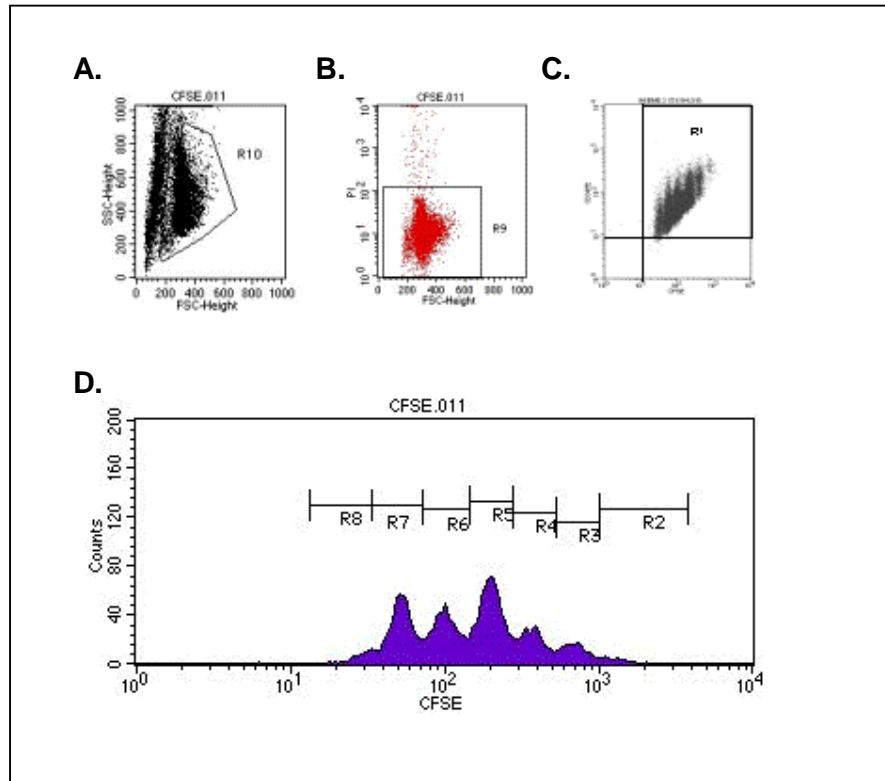 A.
B.
C.
CFSE.011
1000
800
600
400
200
0
SSC-Height
R10
0 200 400 600 800 1000
FSC-Height
CFSE.011
10^4
10^3
10^2
10^1
10^0
PI
R9
0 200 400 600 800 1000
FSC-Height
D.
CFSE.011
200
160
120
80
40
0
Counts
R8 R7 R6 R5 R4 R3 R2
10^0 10^1 10^2 10^3 10^4
CFSE